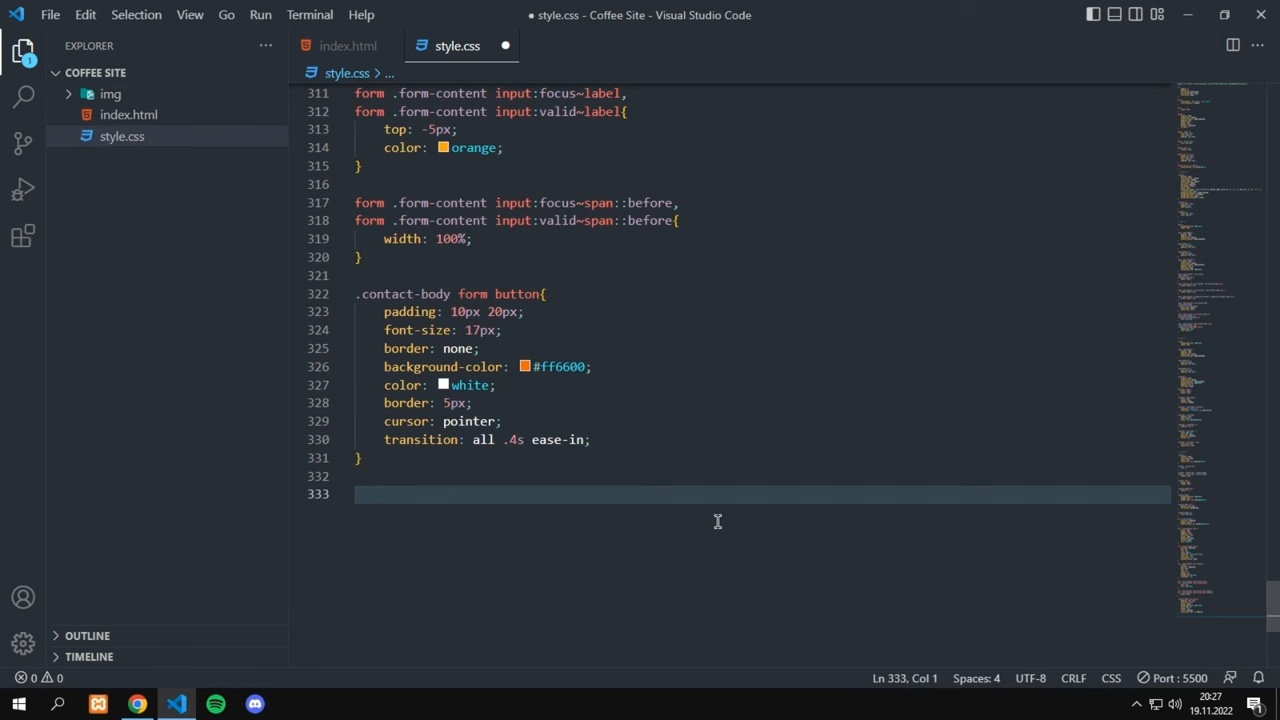 File Edit Selection View Go Run Terminal Help
● style.css - Coffee Site - Visual Studio Code
EXPLORER
COFFEE SITE
img
index.html
style.css
1
OUTLINE
TIMELINE
index.html style.css
style.css > ...
311 form .form-content input:focus~label,
312 form .form-content input:valid~label{
313     top: -5px;
314     color: orange;
315 }
316
317 form .form-content input:focus~span::before,
318 form .form-content input:valid~span::before{
319     width: 100%;
320 }
321
322 .contact-body form button{
323     padding: 10px 20px;
324     font-size: 17px;
325     border: none;
326     background-color: #ff6600;
327     color: white;
328     border: 5px;
329     cursor: pointer;
330     transition: all .4s ease-in;
331 }
332
333
0 0
Ln 333, Col 1 Spaces: 4 UTF-8 CRLF CSS Port : 5500
20:27
19.11.2022
1